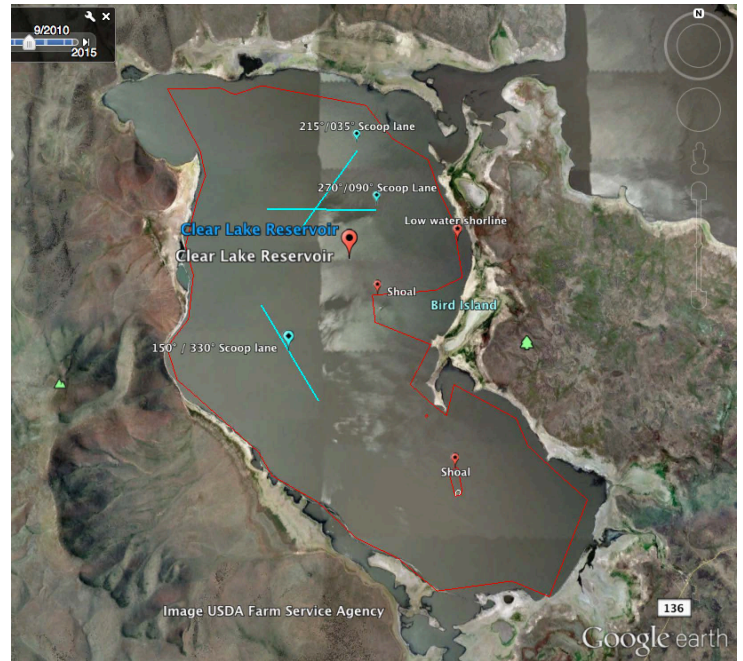 9/2010
2015
N
215°/035° Scoop lane
270°/090° Scoop Lane
Low water shorline
Clear Lake Reservoir
Clear Lake Reservoir
Shoal
Bird Island
150° / 330° Scoop lane
Shoal
Image USDA Farm Service Agency
136
Google earth